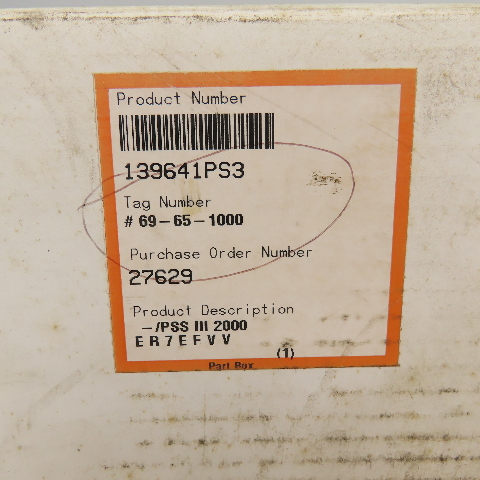 Product Number
139641PS3
Tag Number
# 69-65-1000
Purchase Order Number
27629
Product Description
-/PSS III 2000
ER7EFVV
(1)
Part Box